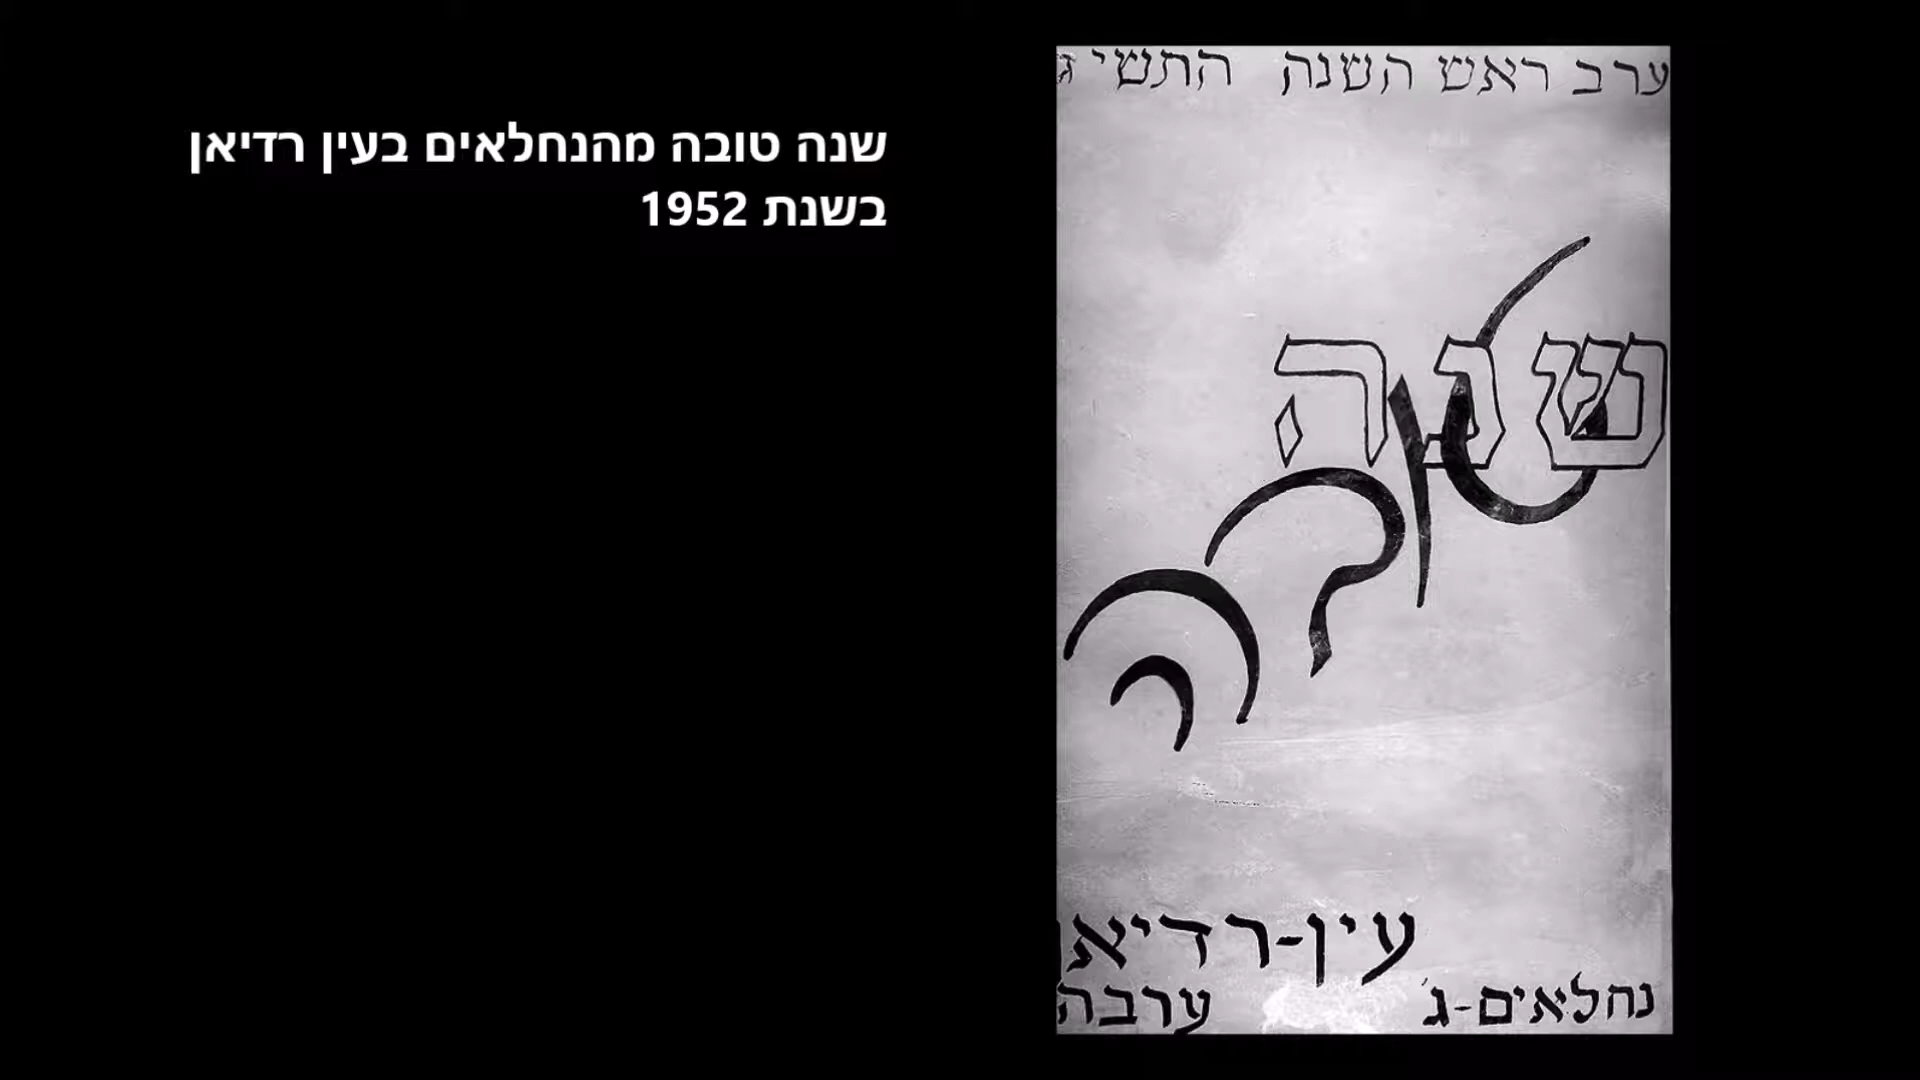 שנה טובה מהנחלאים בעין רדיאן
בשנת 1952
ערב ראש השנה התשי ג
שנה
טובה
עין-רדיא
נחלאים-ג' ערבה